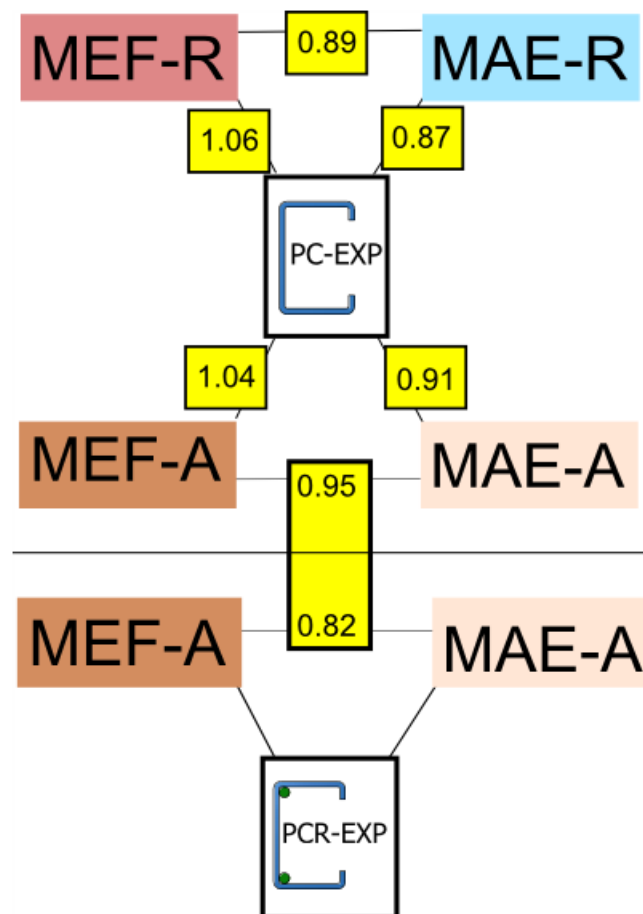 MEF-R
0.89
MAE-R
1.06
0.87
PC-EXP
1.04
0.91
MEF-A
0.95
MAE-A
MEF-A
0.82
MAE-A
PCR-EXP